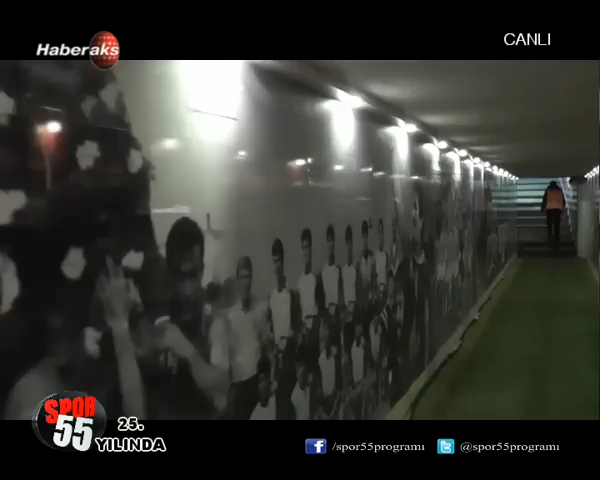 Haberaks
CANLI
SPOR
55
25.
YILINDA
/spor55programı
@spor55programı